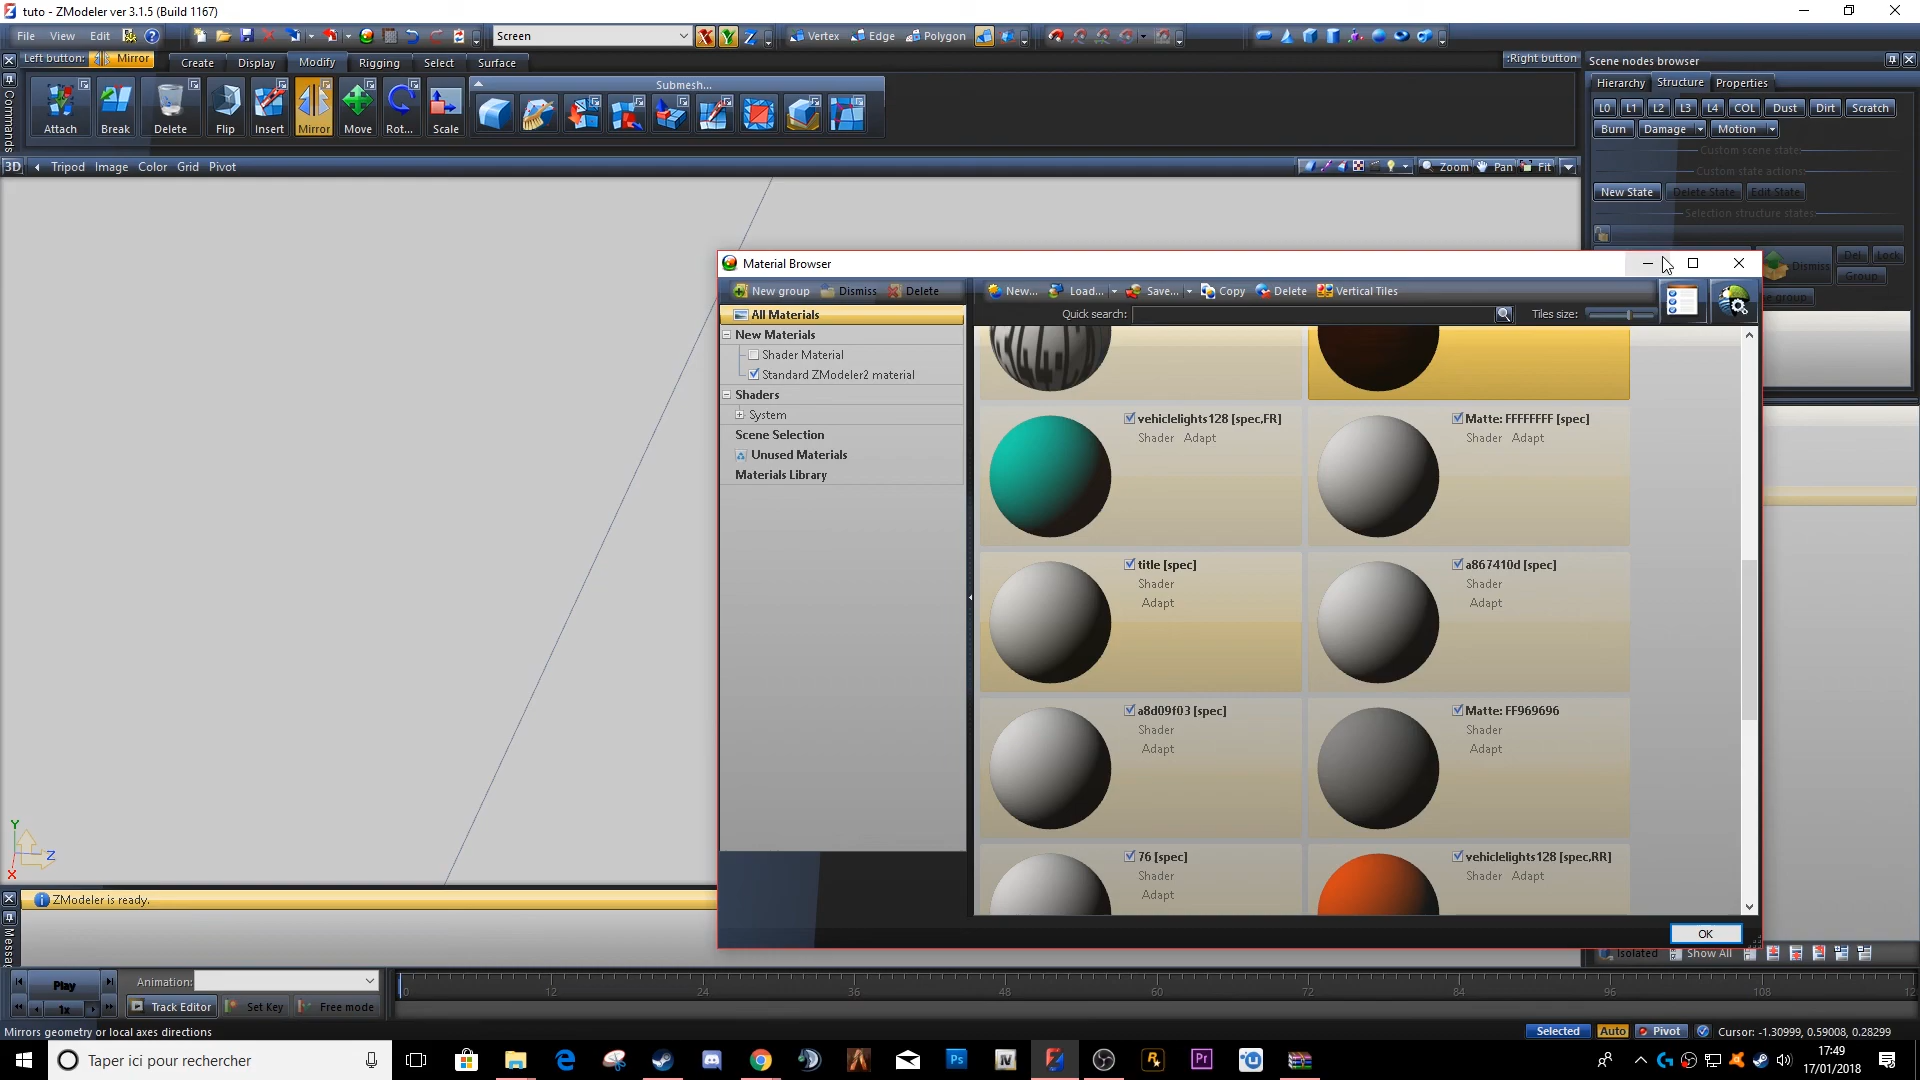 tuto - ZModeler ver 3.1.5 (Build 1167)
File View Edit Screen X Y Z Vertex Edge Polygon
Left button: Mirror Create Display Modify Rigging Select Surface :Right button
Commands
Attach Break Delete Flip Insert Mirror Move Rot... Scale
Submesh...
3D Tripod Image Color Grid Pivot Zoom Pan Fit
Scene nodes browser
Hierarchy Structure Properties
L0 L1 L2 L3 L4 COL Dust Dirt Scratch
Burn Damage Motion
Custom scene state:
Custom state actions:
New State Delete State Edit State
Selection structure states:
Dismiss Del Lock
Group
Material Browser
New group Dismiss Delete
All Materials
New Materials
Shader Material
Standard ZModeler2 material
Shaders
System
Scene Selection
Unused Materials
Materials Library
New... Load... Save... Copy Delete Vertical Tiles
Quick search: Tiles size:
vehiclelights128 [spec,FR]
Shader Adapt
Matte: FFFFFFFF [spec]
Shader Adapt
title [spec]
Shader
Adapt
a867410d [spec]
Shader
Adapt
a8d09f03 [spec]
Shader
Adapt
Matte: FF969696
Shader
Adapt
76 [spec]
Shader
Adapt
vehiclelights128 [spec,RR]
Shader Adapt
OK
Y
Z
X
ZModeler is ready.
Messag
Isolated Show All
Play
1x
Animation:
Track Editor Set Key Free mode
0 12 24 36 48 60 72 84 96 108 12
Mirrors geometry or local axes directions
Selected Auto Pivot Cursor: -1.30999, 0.59008, 0.28299
Taper ici pour rechercher
Ps IV R Pr
17:49
17/01/2018